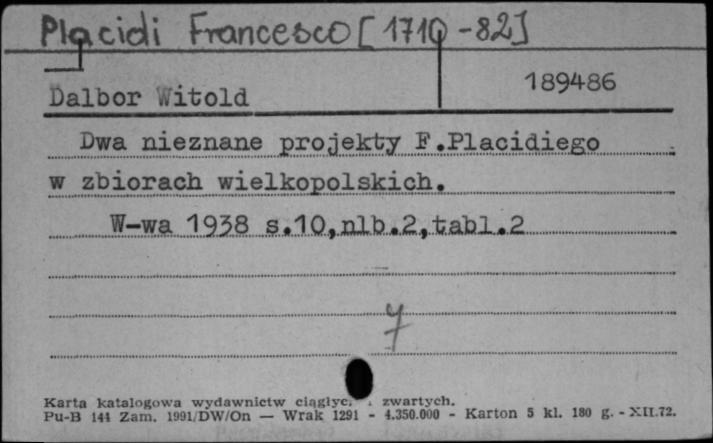 Placidi Francesco [1710-82]
189486
Dalbor Witold
Dwa nieznane projekty F.Placidiego
w zbiorach wielkopolskich.
W-wa 1938 s.10,nlb.2,tabl.2
7
Karta katalogowa wydawnictw zwartych.
Pu-B 144 Zam. 1991/DW/On — Wrak 1291 - 4.350.000 - Karton 5 kl. 180 g. - XII.72.